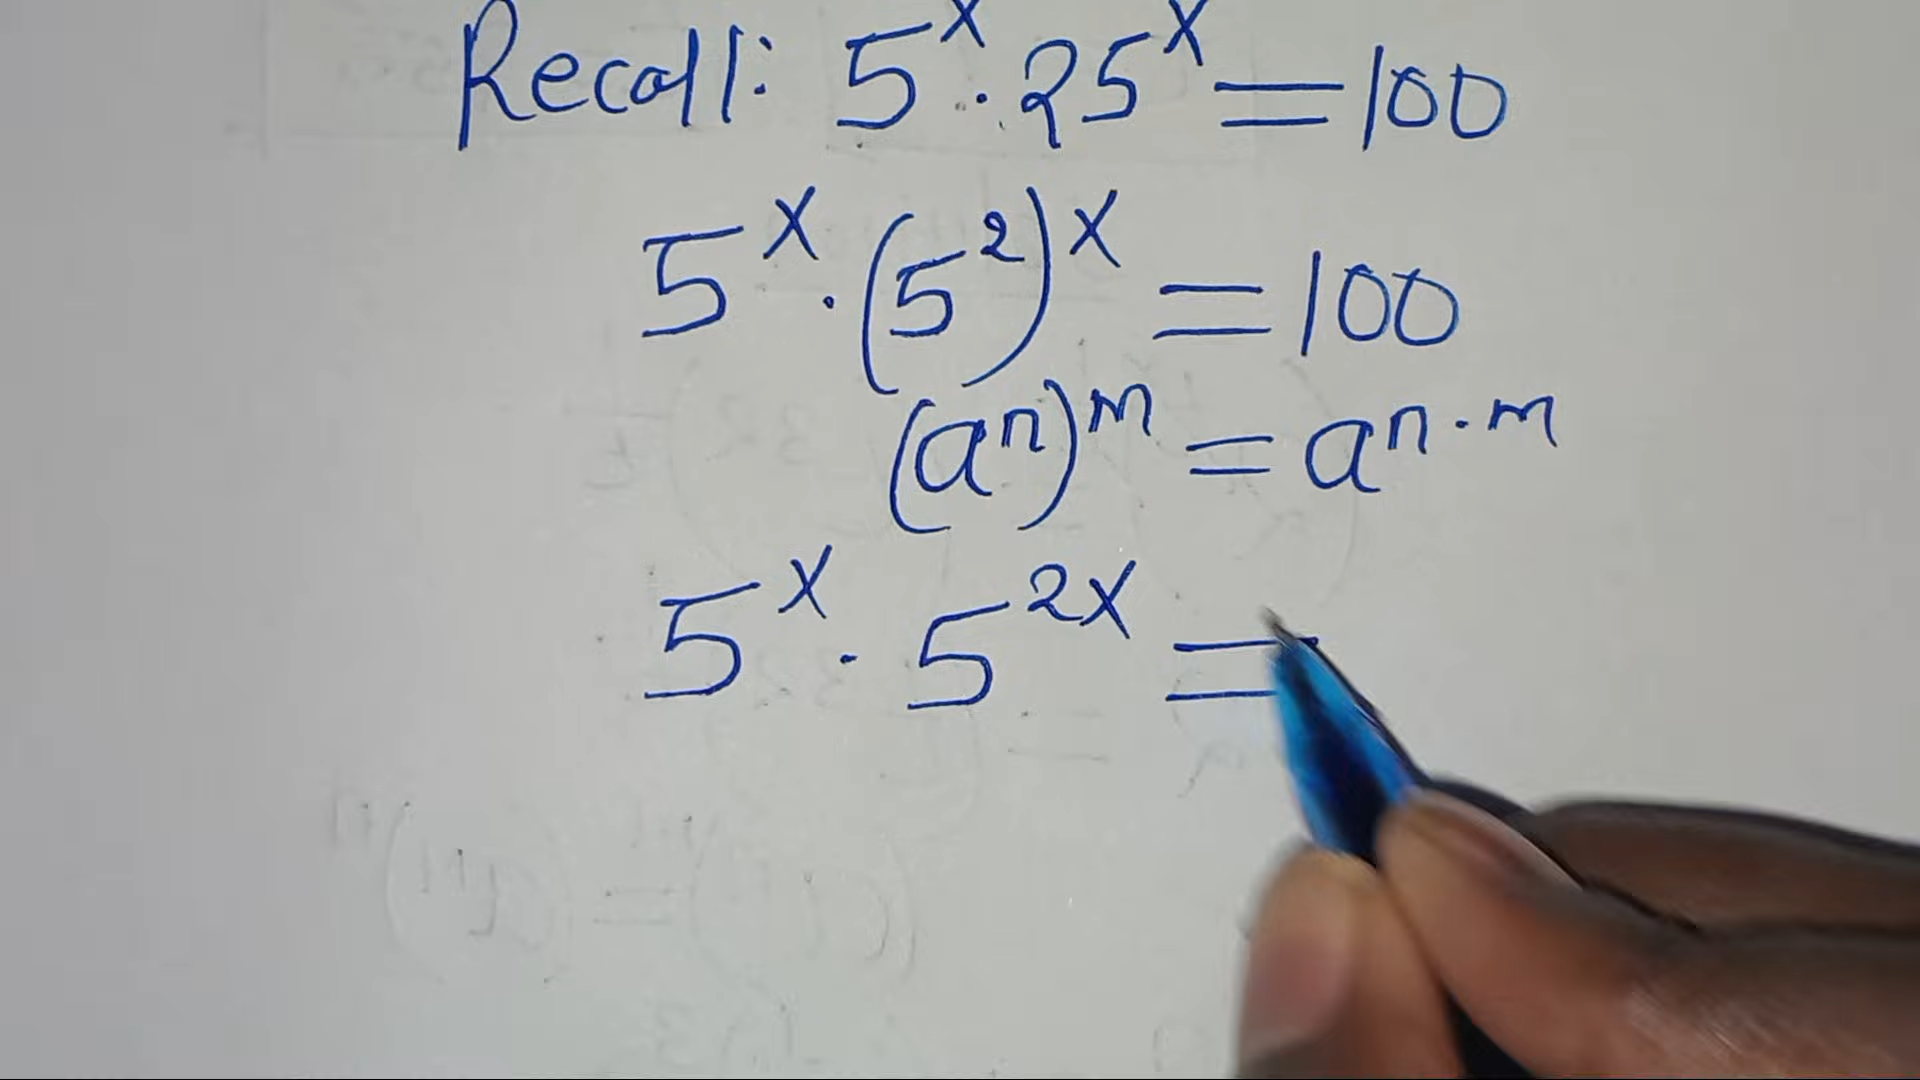 Recall: 5^x · 25^x = 100
5^x · (5^2)^x = 100
(a^n)^m = a^n·m
5^x · 5^2x =